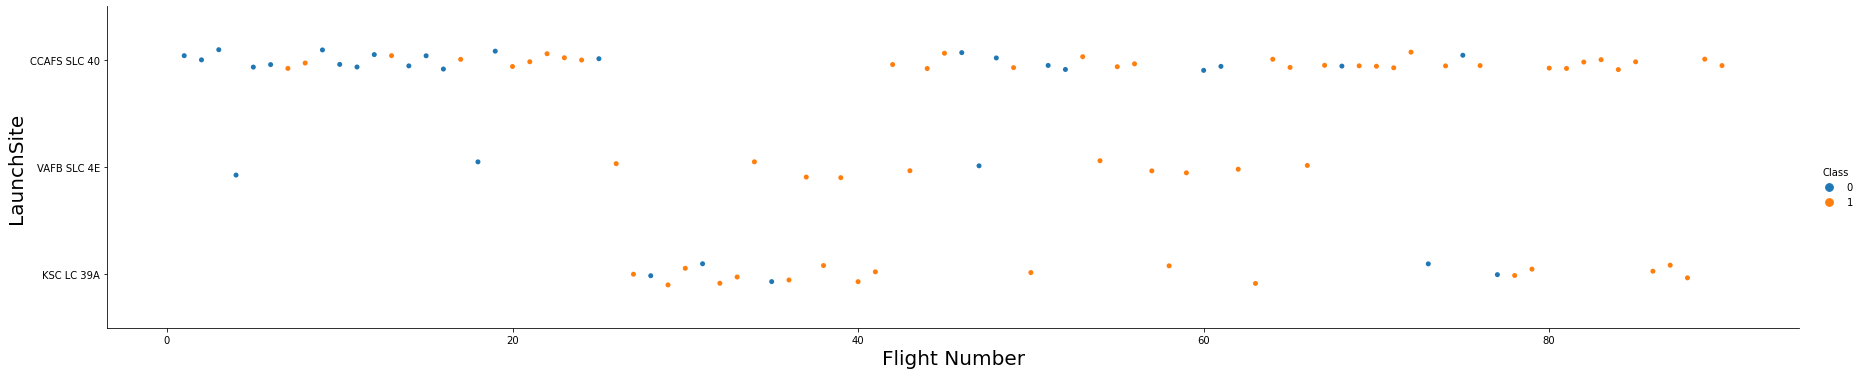 LaunchSite
CCAFS SLC 40
VAFB SLC 4E
KSC LC 39A
0
20
40
60
80
Flight Number
Class
0
1